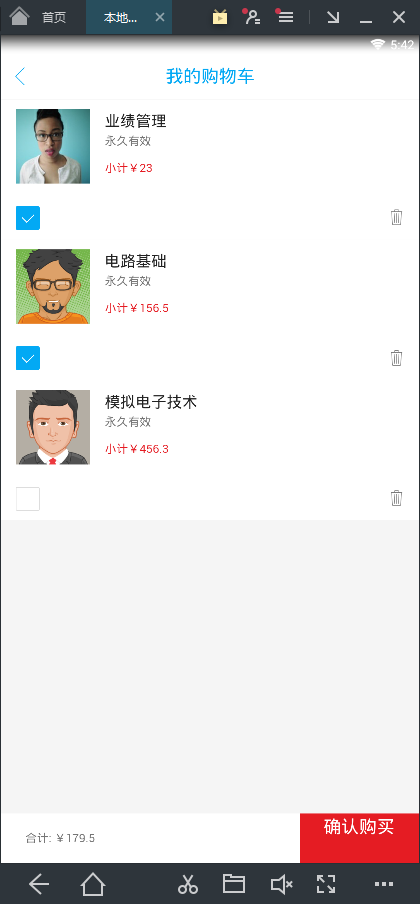 首页
本地...
5:42
我的购物车
业绩管理
永久有效
小计￥23
电路基础
永久有效
小计￥156.5
模拟电子技术
永久有效
小计￥456.3
合计: ￥179.5
确认购买